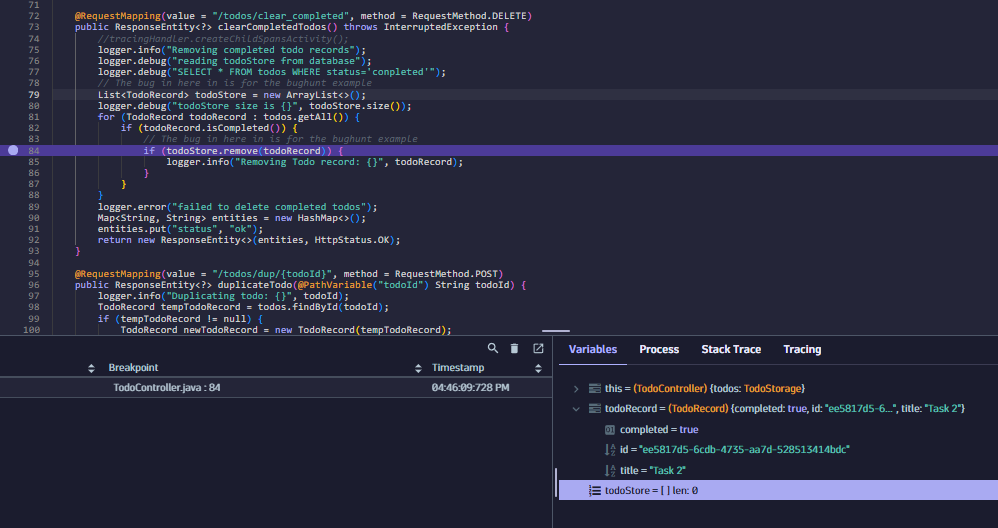 71
72 @RequestMapping(value = "/todos/clear_completed", method = RequestMethod.DELETE)
73 public ResponseEntity<?> clearCompletedTodos() throws InterruptedException {
74 //tracingHandler.createChildSpansActivity();
75 logger.info("Removing completed todo records");
76 logger.debug("reading todoStore from database");
77 logger.debug("SELECT * FROM todos WHERE status='conpleted'");
78 // The bug in here in is for the bughunt example
79 List<TodoRecord> todoStore = new ArrayList<>();
80 logger.debug("todoStore size is {}", todoStore.size());
81 for (TodoRecord todoRecord : todos.getAll()) {
82 if (todoRecord.isCompleted()) {
83 // The bug in here in is for the bughunt example
84 if (todoStore.remove(todoRecord)) {
85 logger.info("Removing Todo record: {}", todoRecord);
86 }
87 }
88 }
89 logger.error("failed to delete completed todos");
90 Map<String, String> entities = new HashMap<>();
91 entities.put("status", "ok");
92 return new ResponseEntity<>(entities, HttpStatus.OK);
93 }
94
95 @RequestMapping(value = "/todos/dup/{todoId}", method = RequestMethod.POST)
96 public ResponseEntity<?> duplicateTodo(@PathVariable("todoId") String todoId) {
97 logger.info("Duplicating todo: {}", todoId);
98 TodoRecord tempTodoRecord = todos.findById(todoId);
99 if (tempTodoRecord != null) {
100 TodoRecord newTodoRecord = new TodoRecord(tempTodoRecord);
Breakpoint Timestamp
TodoController.java : 84 04:46:09:728 PM
Variables Process Stack Trace Tracing
this = (TodoController) {todos: TodoStorage}
todoRecord = (TodoRecord) {completed: true, id: "ee5817d5-6...", title: "Task 2"}
01 completed = true
AZ id = "ee5817d5-6cdb-4735-aa7d-528513414bdc"
AZ title = "Task 2"
todoStore = [ ] len: 0